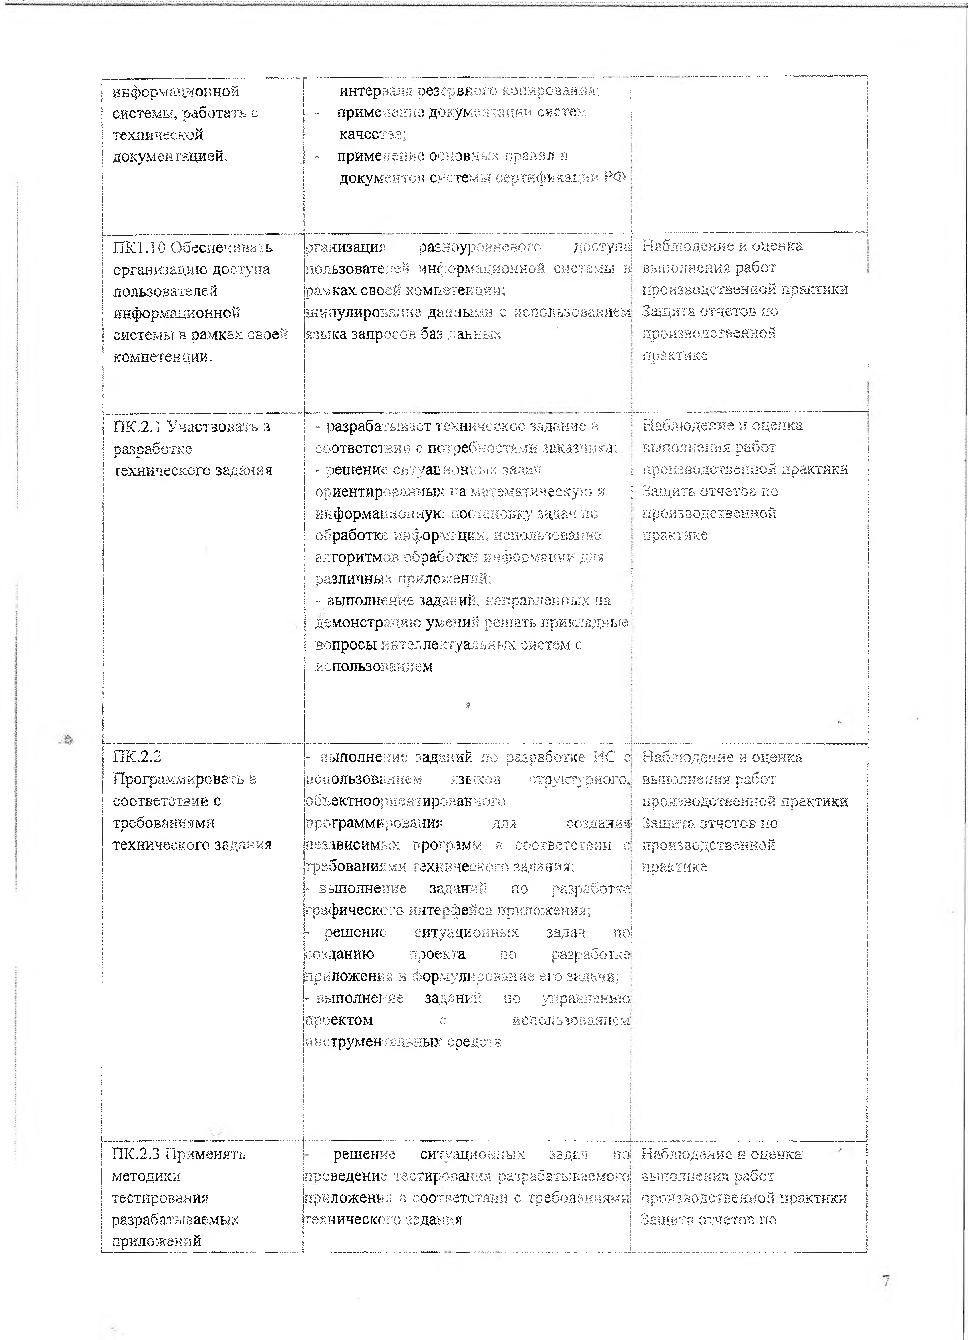 информационной
системы, работать с
технической
документацией.
интервала резервного копирования;
- применение документации систем
качества;
- применение основных правил и
документов системы сертификации РФ
ПК1.10 Обеспечивать
организацию доступа
пользователей
информационной
системы в рамках своей
компетенции.
рганизация разноуровневого доступа
пользователей информационной системы в
рамках своей компетенции;
анипулирование данными с использованием
языка запросов баз данных
Наблюдение и оценка
выполнения работ
производственной практики
Защита отчетов по
производственной
практике
ПК.2.1 Участвовать в
разработке
технического задания
- разрабатывает техническое задание в
соответствие с потребностями заказчика;
- решение ситуационных задач
ориентированных на математическую и
информационную постановку задач по
обработке информации, использование
алгоритмов обработки информации для
различных приложений;
- выполнение заданий, направленных на
демонстрацию умений решать прикладные
вопросы интеллектуальных систем с
использованием
Наблюдение и оценка
выполнения работ
производственной практики
Защить отчетов по
производственной
практике
ПК.2.2
Программировать в
соответствие с
требованиями
технического задания
- выполнение заданий по разработке ИС с
использованием языков структурного,
объектноориентированного
программирования для создания
независимых программ в соответствии с
требованиями технического задания;
- выполнение заданий по разработке
графического интерфейса приложения;
- решение ситуационных задач по
созданию проекта по разработке
приложения и формулирование его задачи;
- выполнение заданий по управлению
проектом с использованием
инструментальных средств
Наблюдение и оценка
выполнения работ
производственной практики
Защита отчетов по
производственной
практике
ПК.2.3 Применять
методики
тестирования
разрабатываемых
приложений
- решение ситуационных задач по
проведение тестирования разрабатываемого
приложения в соответствии с требованиями
технического задания
Наблюдение и оценка
выполнения работ
производственной практики
Защита отчетов по
7